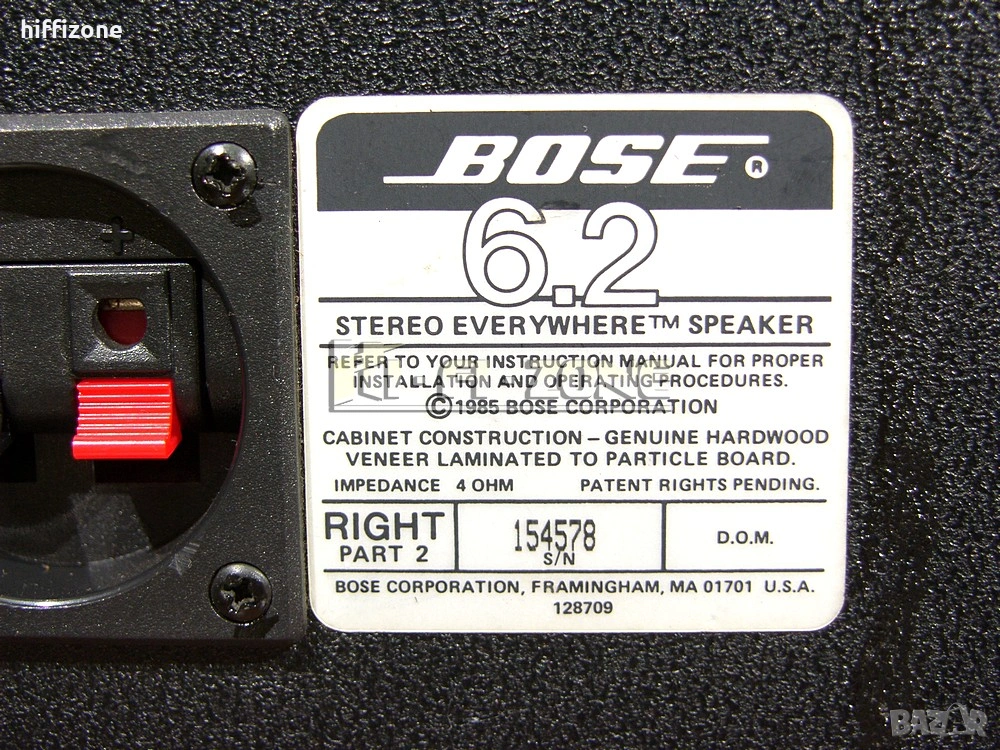 hiffizone
+
BOSE ®
6.2
STEREO EVERYWHERE™ SPEAKER
REFER TO YOUR INSTRUCTION MANUAL FOR PROPER
INSTALLATION AND OPERATING PROCEDURES.
©1985 BOSE CORPORATION
CABINET CONSTRUCTION – GENUINE HARDWOOD
VENEER LAMINATED TO PARTICLE BOARD.
IMPEDANCE 4 OHM PATENT RIGHTS PENDING.
RIGHT
PART 2
154578
S/N
D.O.M.
BOSE CORPORATION, FRAMINGHAM, MA 01701 U.S.A.
128709
BAZAR